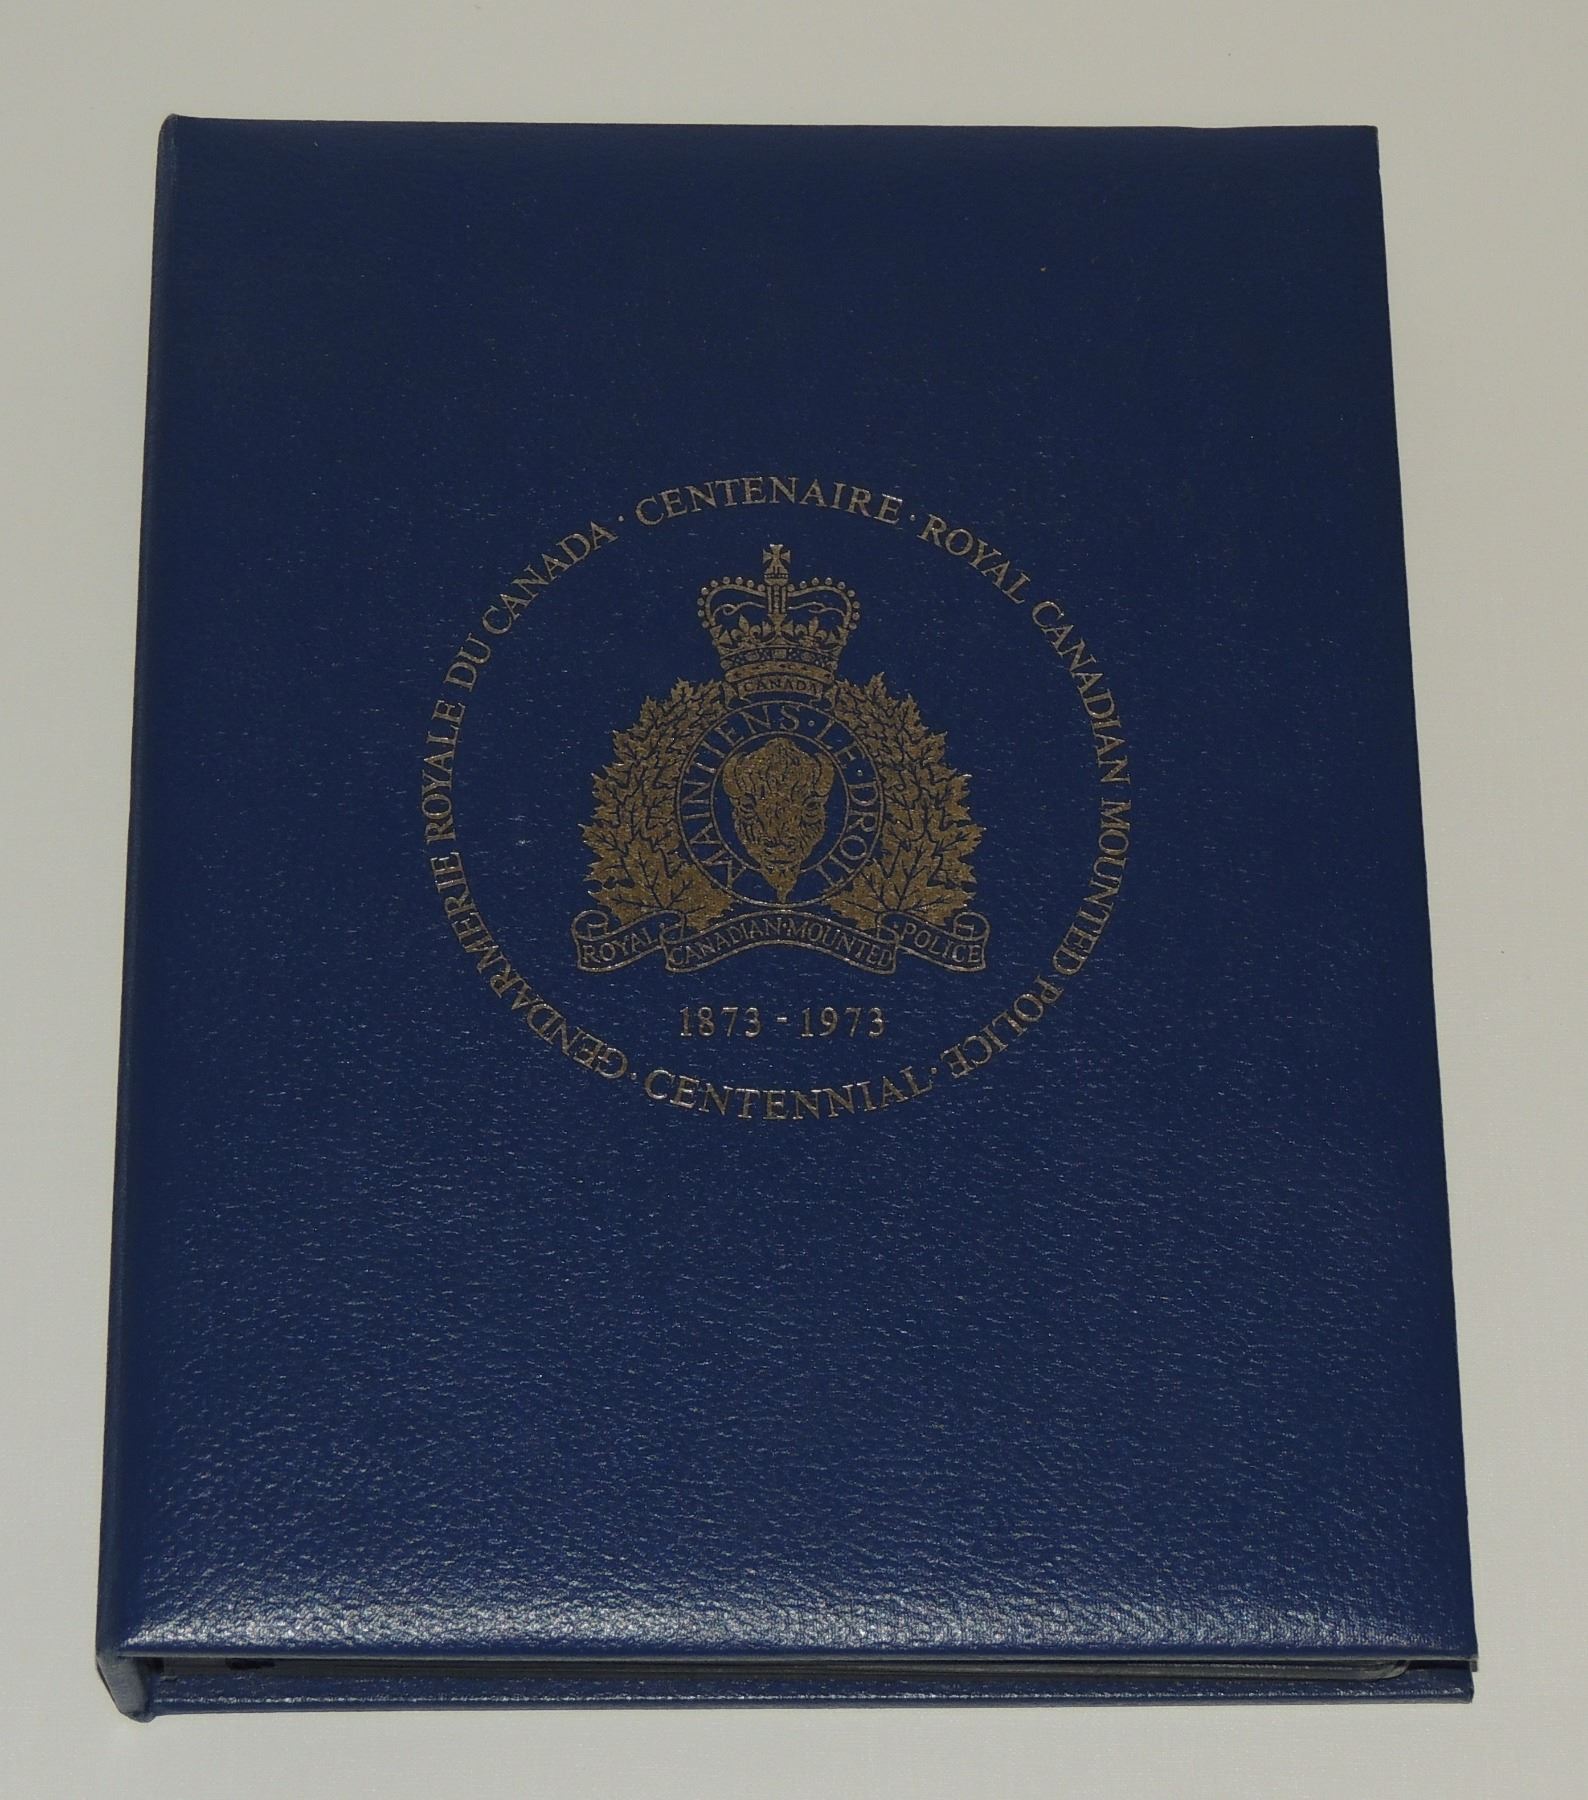 GENDARMERIE ROYALE DU CANADA · CENTENAIRE · ROYAL CANADIAN MOUNTED POLICE · CENTENNIAL ·
CANADA
MAINTIENS · LE · DROIT
ROYAL CANADIAN · MOUNTED POLICE
1873 - 1973